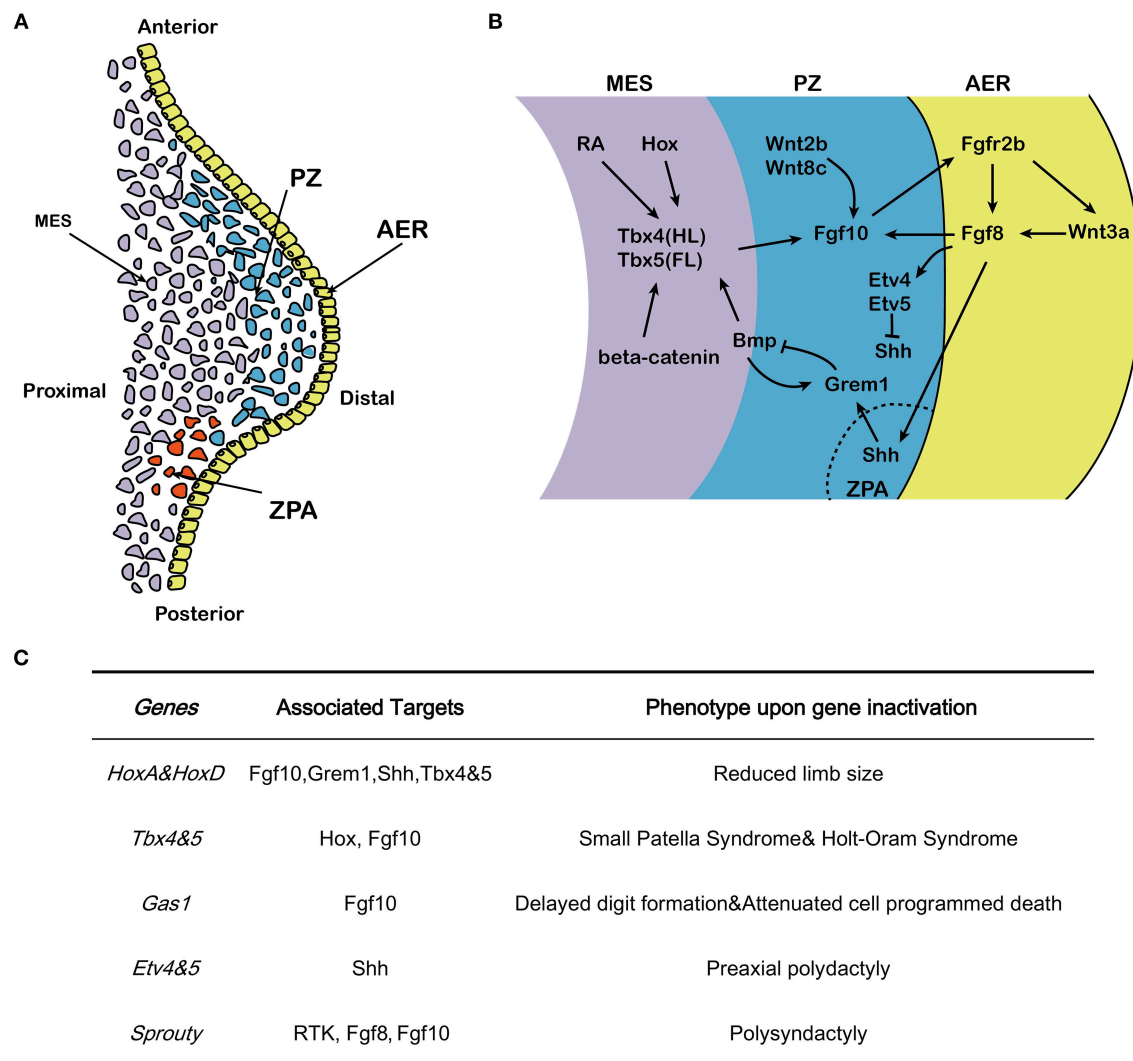 A
Anterior
PZ
MES
AER
Proximal
Distal
ZPA
Posterior
B
MES PZ AER
RA Hox
Wnt2b
Wnt8c
Fgfr2b
Tbx4(HL)
Tbx5(FL)
Fgf10
Fgf8
Wnt3a
Etv4
Etv5
Shh
beta-catenin
Bmp
Grem1
Shh
ZPA
C
Genes Associated Targets Phenotype upon gene inactivation
HoxA&HoxD Fgf10,Grem1,Shh,Tbx4&5 Reduced limb size
Tbx4&5 Hox, Fgf10 Small Patella Syndrome& Holt-Oram Syndrome
Gas1 Fgf10 Delayed digit formation&Attenuated cell programmed death
Etv4&5 Shh Preaxial polydactyly
Sprouty RTK, Fgf8, Fgf10 Polysyndactyly